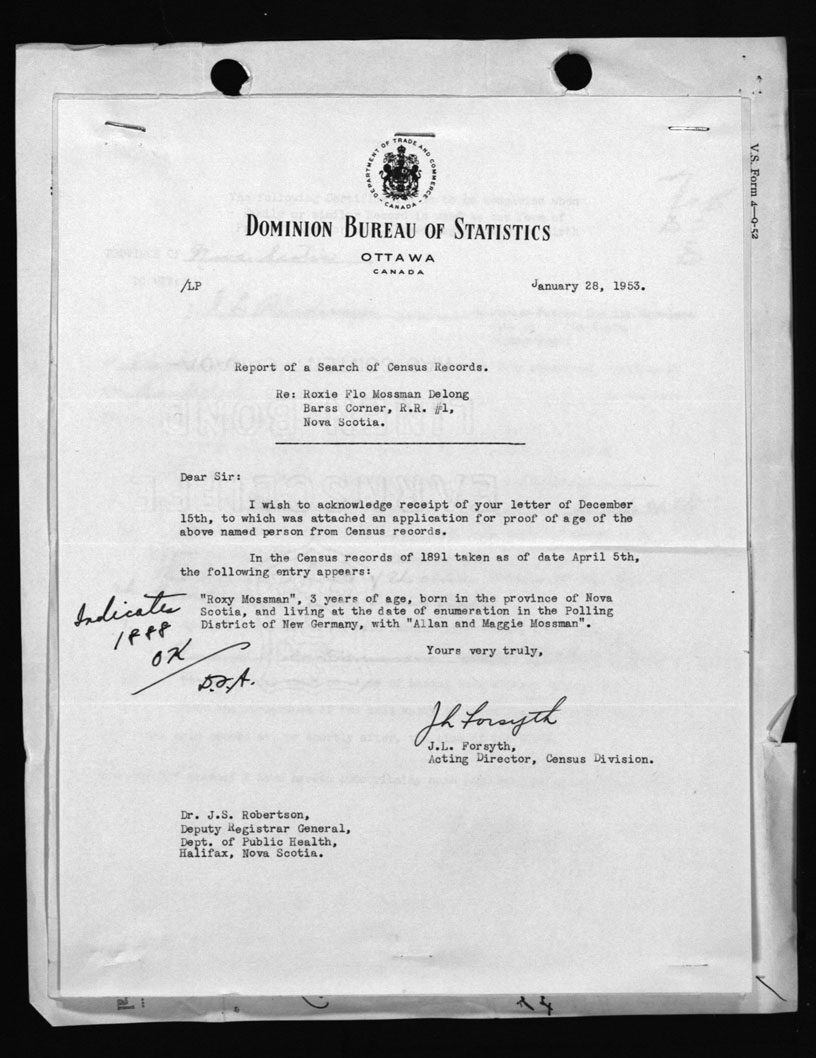 V.S. Form 4—9-52
DEPARTMENT OF TRADE AND COMMERCE
CANADA
DOMINION BUREAU OF STATISTICS
OTTAWA
CANADA
/LP January 28, 1953.
Report of a Search of Census Records.
Re: Roxie Flo Mossman Delong
Barss Corner, R.R. #1,
Nova Scotia.
Dear Sir:
I wish to acknowledge receipt of your letter of December
15th, to which was attached an application for proof of age of the
above named person from Census records.
In the Census records of 1891 taken as of date April 5th,
the following entry appears:
"Roxy Mossman", 3 years of age, born in the province of Nova
Scotia, and living at the date of enumeration in the Polling
District of New Germany, with "Allan and Maggie Mossman".
Indicates
1888
OK
Yours very truly,
Jh Forsyth
J.L. Forsyth,
Acting Director, Census Division.
Dr. J.S. Robertson,
Deputy Registrar General,
Dept. of Public Health,
Halifax, Nova Scotia.